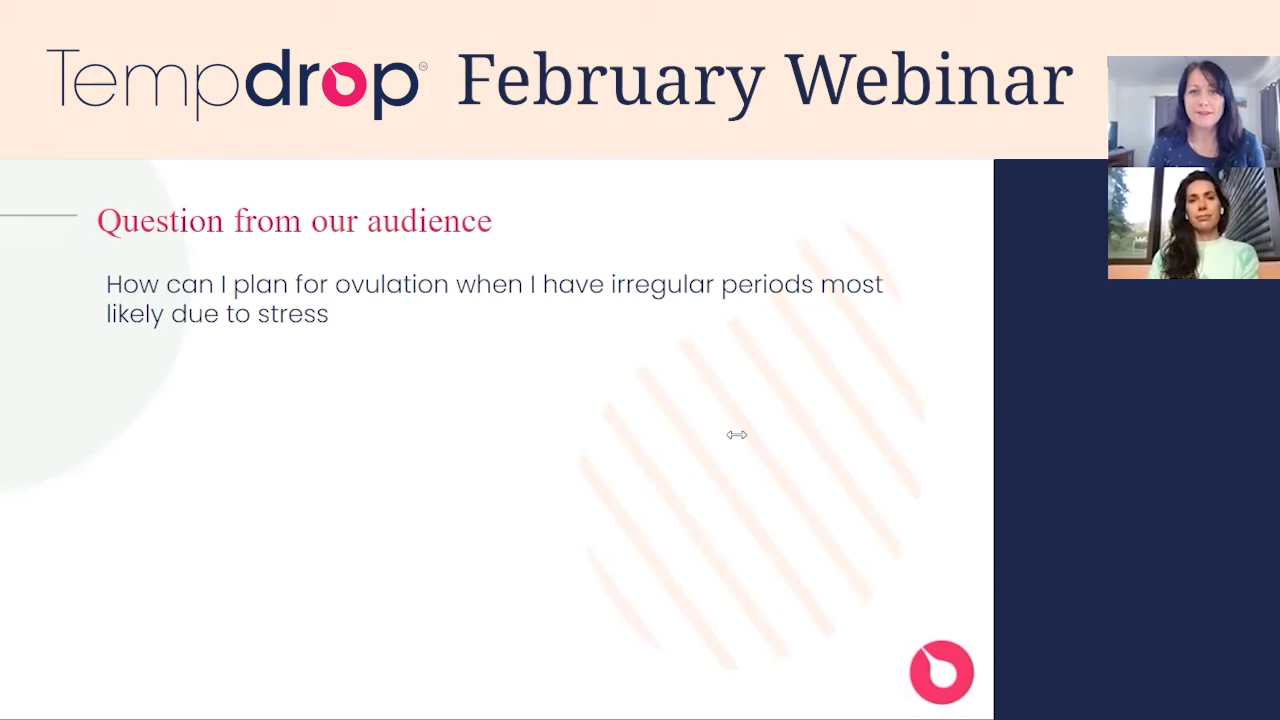 Tempdrop™ February Webinar
Question from our audience
How can I plan for ovulation when I have irregular periods most
likely due to stress